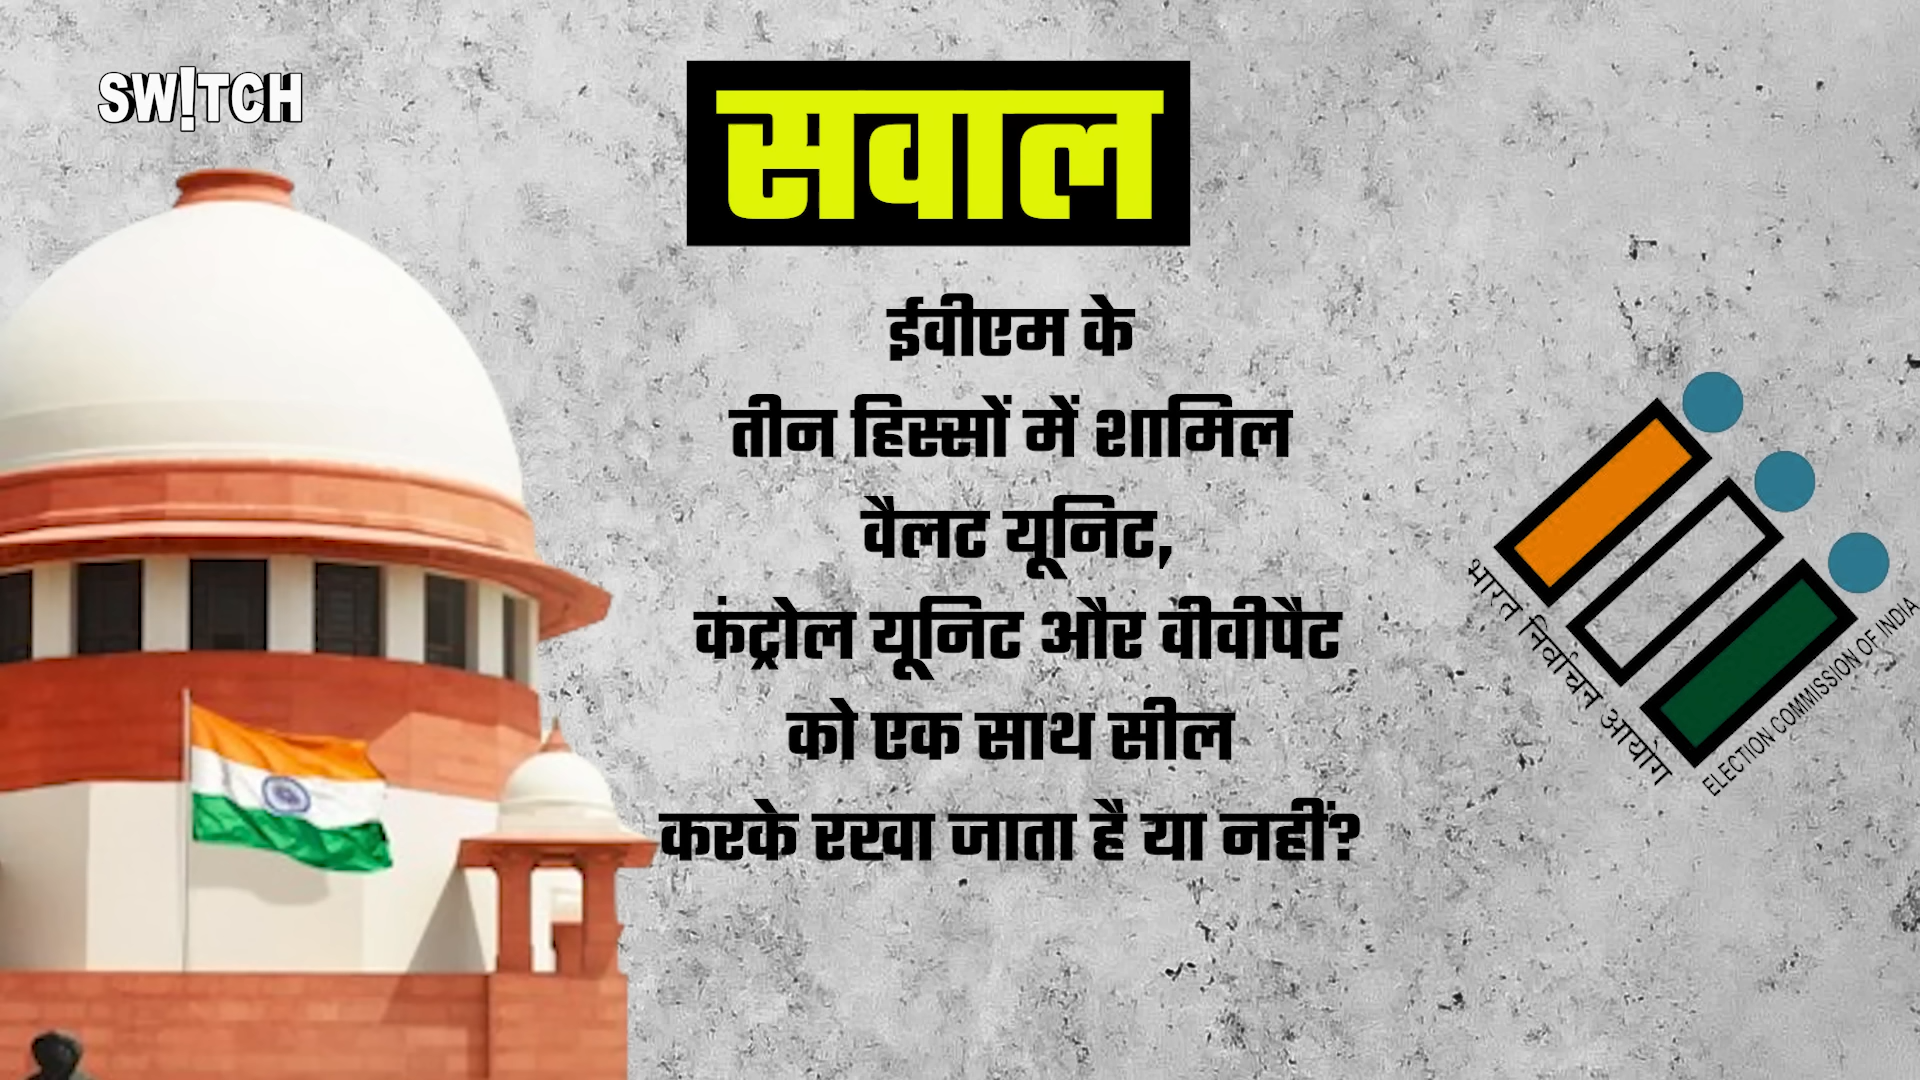 SW!TCH
सवाल
ईवीएम के
तीन हिस्सों में शामिल
वैलट यूनिट,
कंट्रोल यूनिट और वीवीपैट
को एक साथ सील
करके रखा जाता है या नहीं?
भारत निर्वाचन आयोग
ELECTION COMMISSION OF INDIA